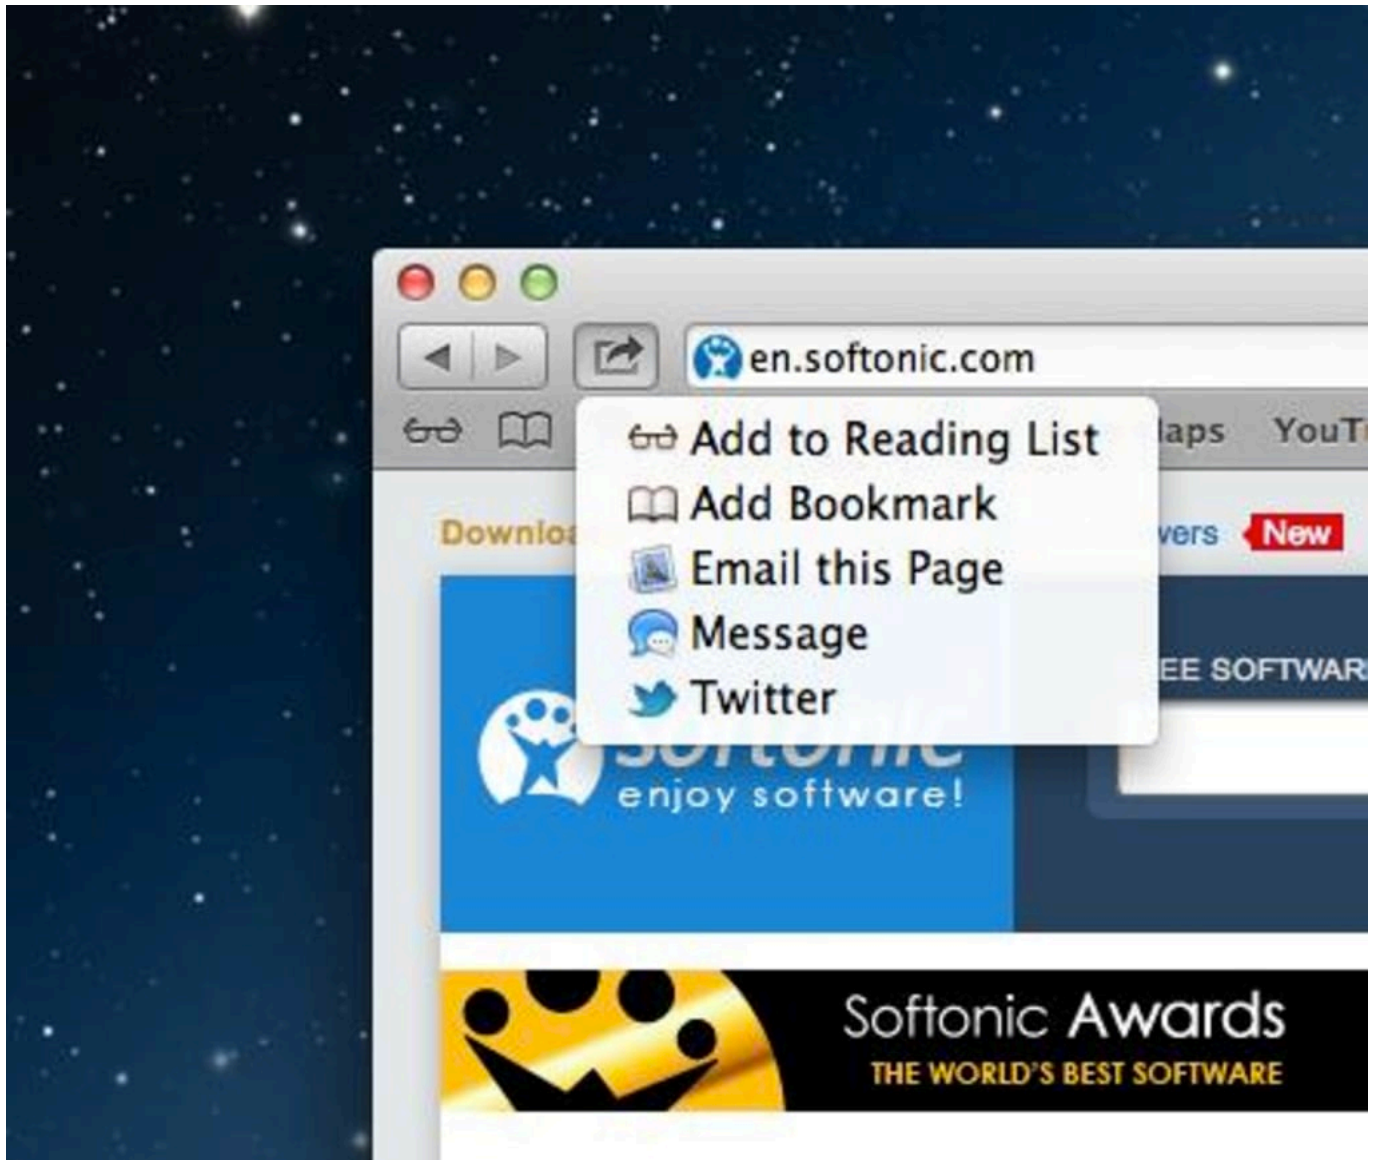 en.softonic.com
Add to Reading List
Add Bookmark
Email this Page
Message
Twitter
New
softonic
enjoy software!
Softonic Awards
THE WORLD'S BEST SOFTWARE